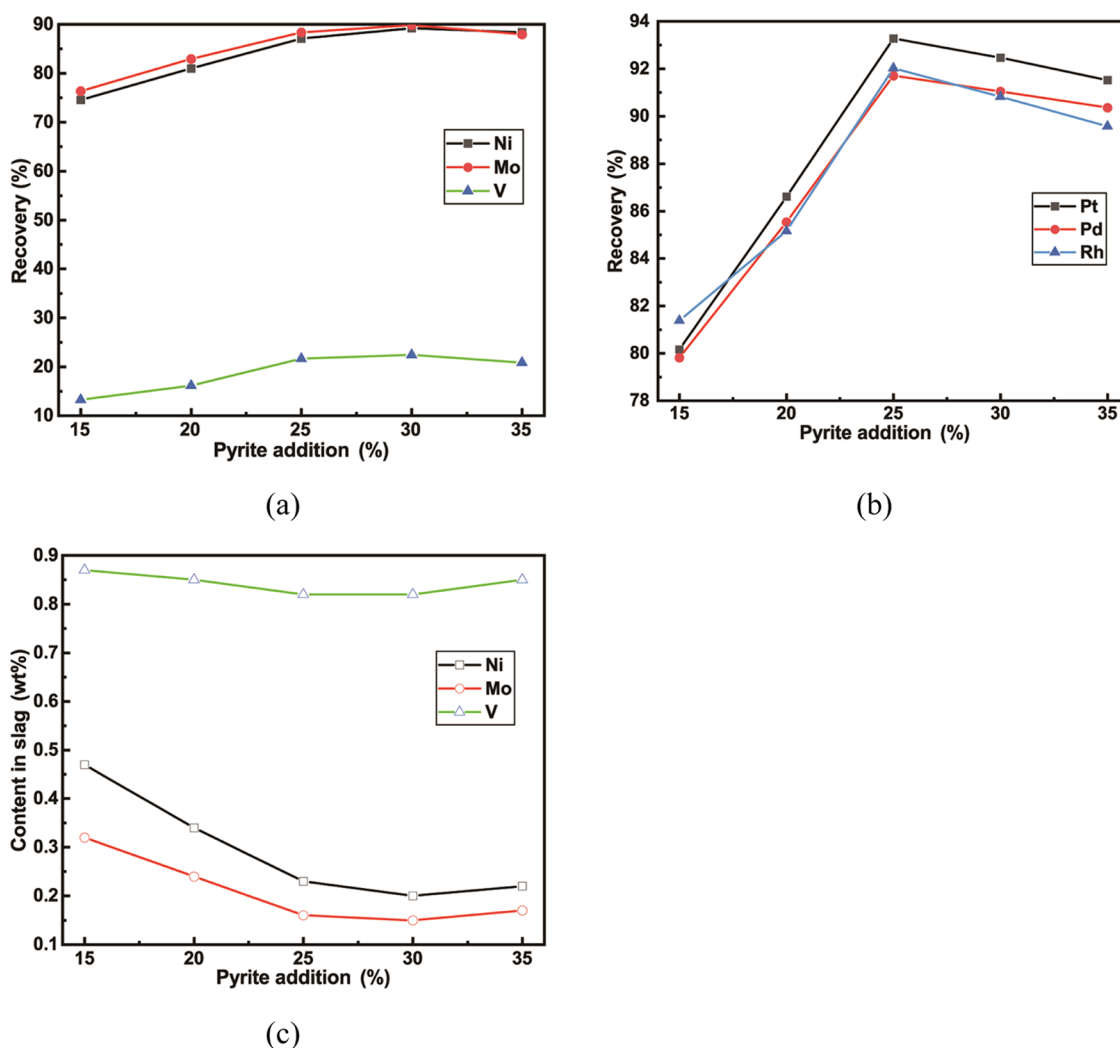 90
80
70
60
50
40
30
20
10
Recovery (%)
Ni
Mo
V
15 20 25 30 35
Pyrite addition (%)
(a)
94
92
90
88
86
84
82
80
78
Recovery (%)
Pt
Pd
Rh
15 20 25 30 35
Pyrite addition (%)
(b)
0.9
0.8
0.7
0.6
0.5
0.4
0.3
0.2
0.1
Content in slag (wt%)
Ni
Mo
V
15 20 25 30 35
Pyrite addition (%)
(c)